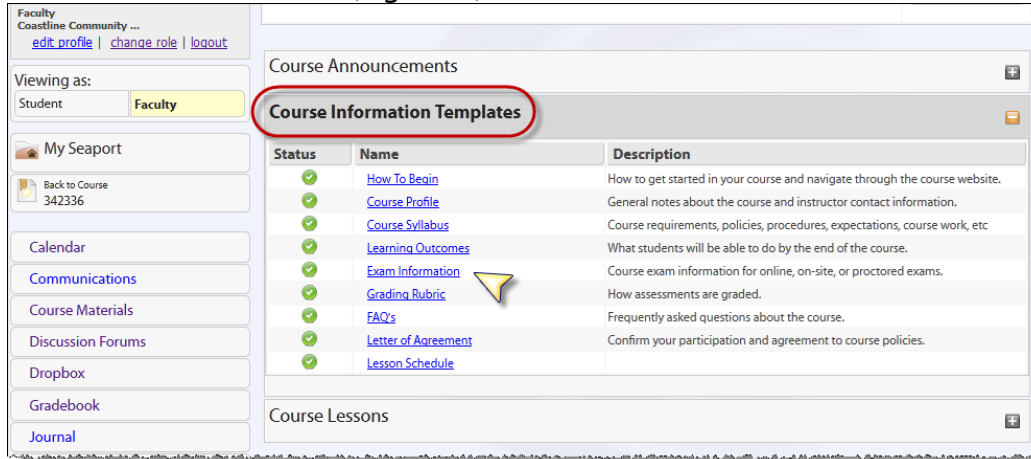 Faculty
Coastline Community ...
edit profile | change role | logout
Viewing as:
Student Faculty
My Seaport
Back to Course
342336
Calendar
Communications
Course Materials
Discussion Forums
Dropbox
Gradebook
Journal
Course Announcements
Course Information Templates
Status Name Description
How To Begin How to get started in your course and navigate through the course website.
Course Profile General notes about the course and instructor contact information.
Course Syllabus Course requirements, policies, procedures, expectations, course work, etc
Learning Outcomes What students will be able to do by the end of the course.
Exam Information Course exam information for online, on-site, or proctored exams.
Grading Rubric How assessments are graded.
FAQ's Frequently asked questions about the course.
Letter of Agreement Confirm your participation and agreement to course policies.
Lesson Schedule
Course Lessons